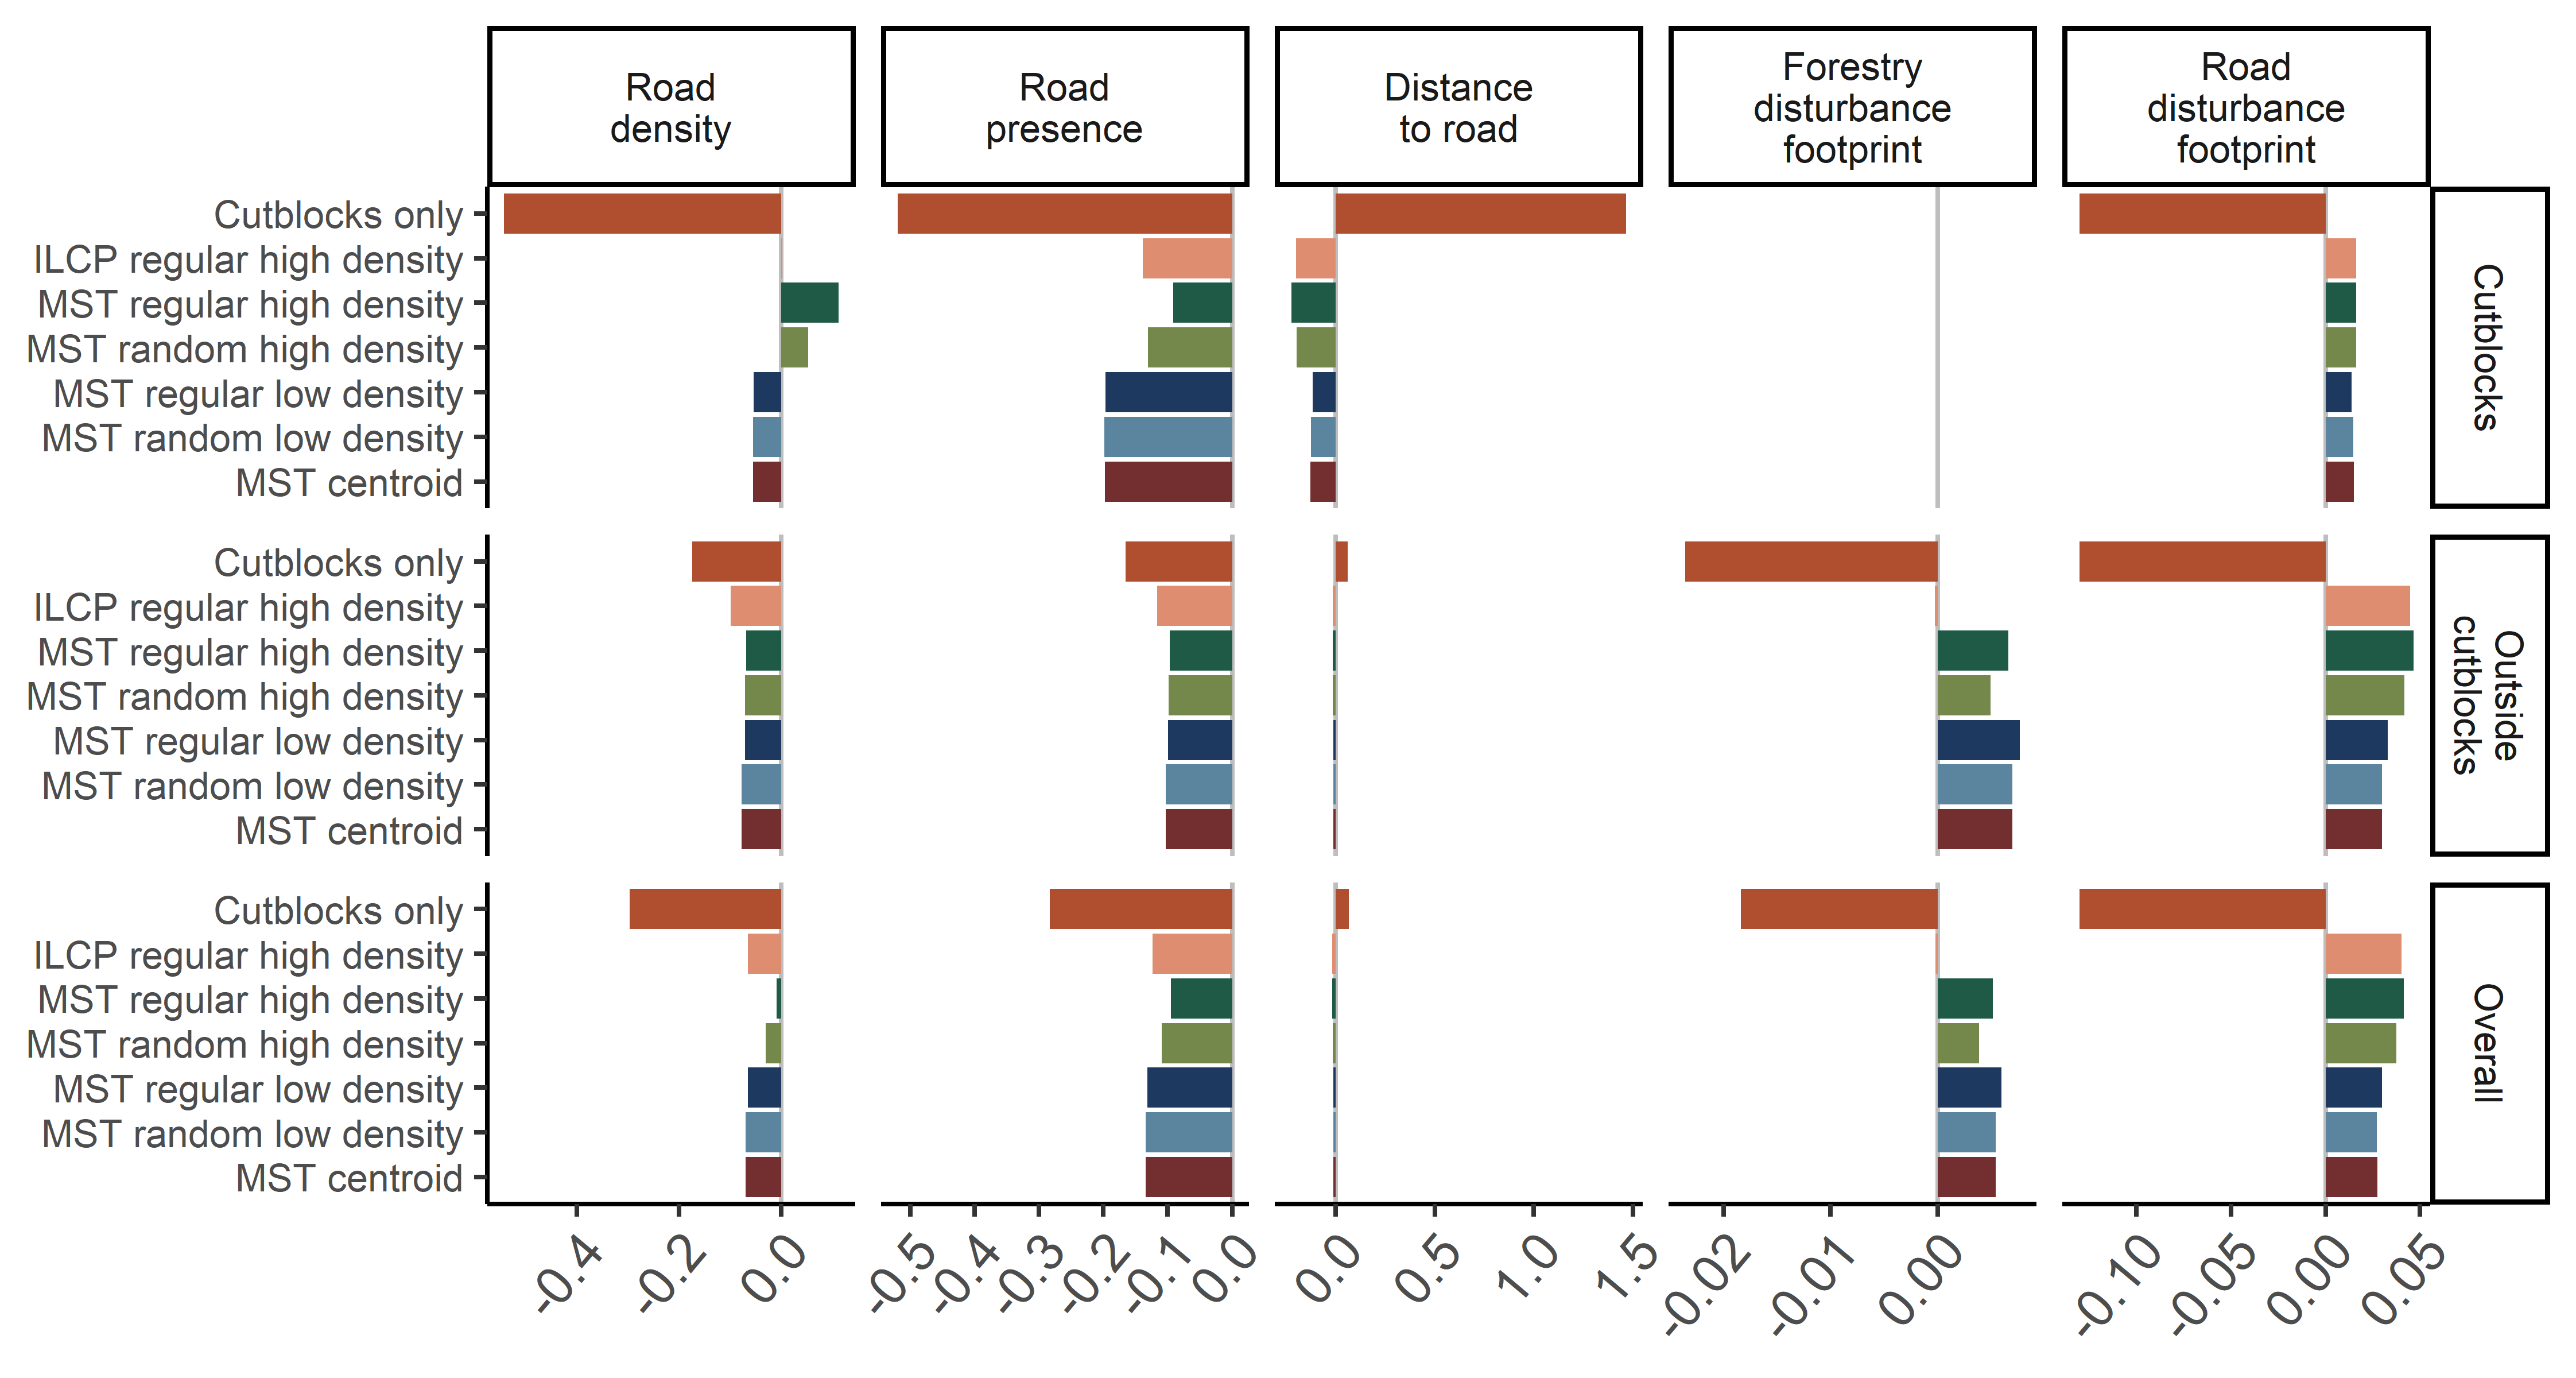 Road
density
Road
presence
Distance
to road
Forestry
disturbance
footprint
Road
disturbance
footprint
Cutblocks only
ILCP regular high density
MST regular high density
MST random high density
MST regular low density
MST random low density
MST centroid
Cutblocks
Cutblocks only
ILCP regular high density
MST regular high density
MST random high density
MST regular low density
MST random low density
MST centroid
Outside
cutblocks
Cutblocks only
ILCP regular high density
MST regular high density
MST random high density
MST regular low density
MST random low density
MST centroid
Overall
-0.4 -0.2 0.0
-0.5 -0.4 -0.3 -0.2 -0.1 0.0
0.0 0.5 1.0 1.5
-0.02 -0.01 0.00
-0.10 -0.05 0.00 0.05